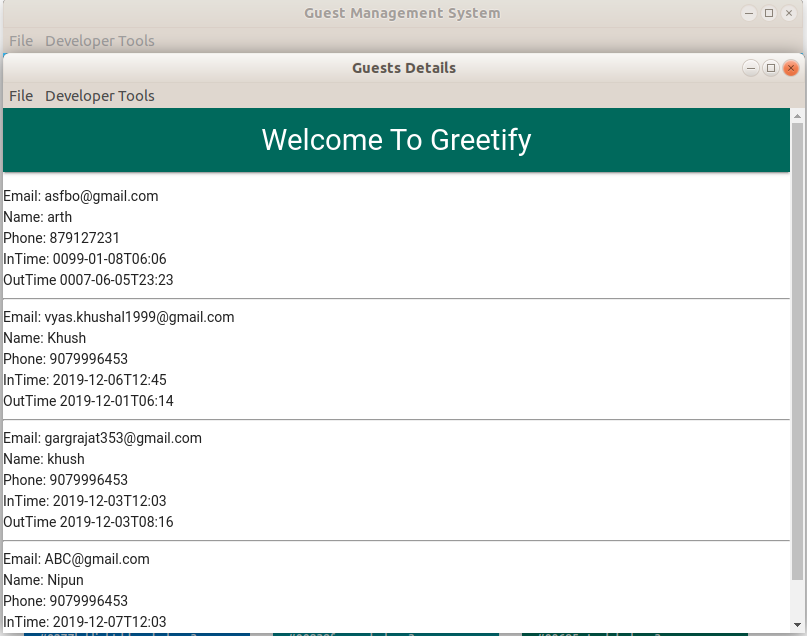 Guest Management System
File Developer Tools
Guests Details
File Developer Tools
Welcome To Greetify
Email: asfbo@gmail.com
Name: arth
Phone: 879127231
InTime: 0099-01-08T06:06
OutTime 0007-06-05T23:23
Email: vyas.khushal1999@gmail.com
Name: Khush
Phone: 9079996453
InTime: 2019-12-06T12:45
OutTime 2019-12-01T06:14
Email: gargrajat353@gmail.com
Name: khush
Phone: 9079996453
InTime: 2019-12-03T12:03
OutTime 2019-12-03T08:16
Email: ABC@gmail.com
Name: Nipun
Phone: 9079996453
InTime: 2019-12-07T12:03